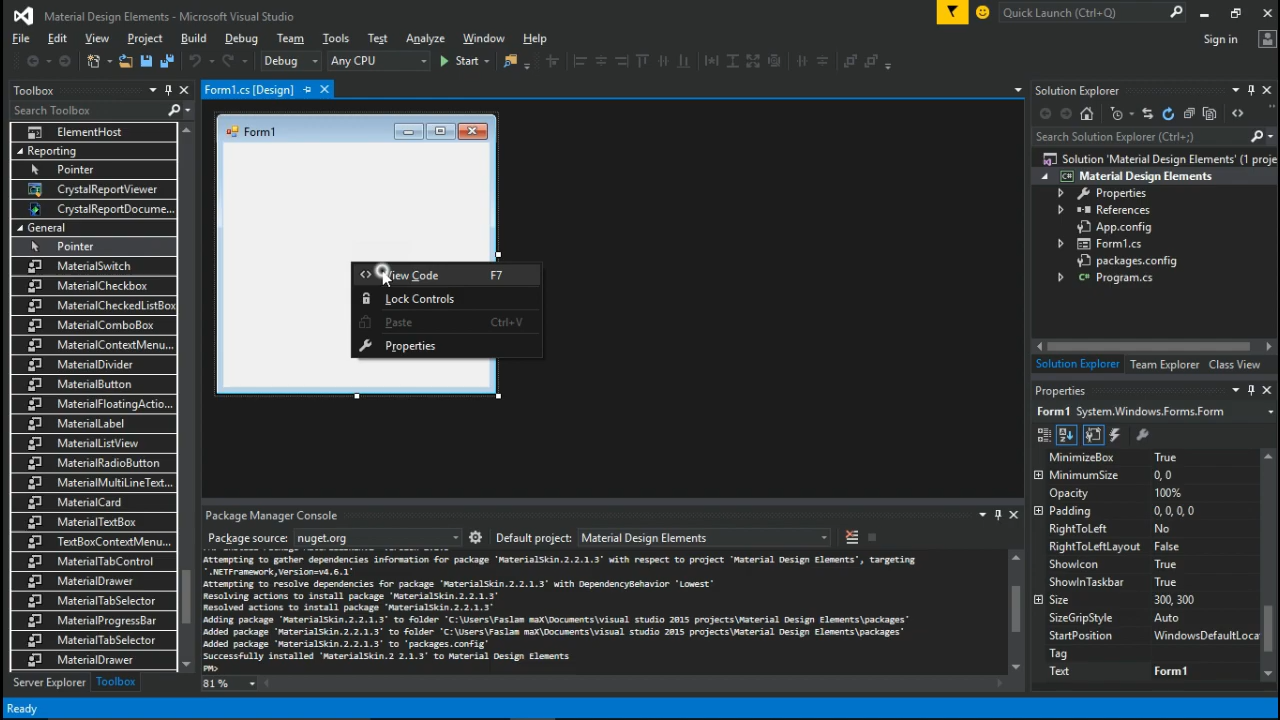 Material Design Elements - Microsoft Visual Studio
Quick Launch (Ctrl+Q)
File Edit View Project Build Debug Team Tools Test Analyze Window Help
Sign in
Debug Any CPU Start
Toolbox
Search Toolbox
ElementHost
Reporting
Pointer
CrystalReportViewer
CrystalReportDocume...
General
Pointer
MaterialSwitch
MaterialCheckbox
MaterialCheckedListBox
MaterialComboBox
MaterialContextMenu...
MaterialDivider
MaterialButton
MaterialFloatingActio...
MaterialLabel
MaterialListView
MaterialRadioButton
MaterialMultiLineText...
MaterialCard
MaterialTextBox
TextBoxContextMenu...
MaterialTabControl
MaterialDrawer
MaterialTabSelector
MaterialProgressBar
MaterialTabSelector
MaterialDrawer
Server Explorer Toolbox
Form1.cs [Design]
Form1
View Code F7
Lock Controls
Paste Ctrl+V
Properties
Package Manager Console
Package source: nuget.org Default project: Material Design Elements
Attempting to gather dependencies information for package 'MaterialSkin.2.2.1.3' with respect to project 'Material Design Elements', targeting
'.NETFramework,Version=v4.6.1'
Attempting to resolve dependencies for package 'MaterialSkin.2.2.1.3' with DependencyBehavior 'Lowest'
Resolving actions to install package 'MaterialSkin.2.2.1.3'
Resolved actions to install package 'MaterialSkin.2.2.1.3'
Adding package 'MaterialSkin.2.2.1.3' to folder 'C:\Users\Faslam maX\Documents\visual studio 2015 projects\Material Design Elements\packages'
Added package 'MaterialSkin.2.2.1.3' to folder 'C:\Users\Faslam maX\Documents\visual studio 2015 projects\Material Design Elements\packages'
Added package 'MaterialSkin.2.2.1.3' to 'packages.config'
Successfully installed 'MaterialSkin.2 2.1.3' to Material Design Elements
PM>
81 %
Solution Explorer
Search Solution Explorer (Ctrl+;)
Solution 'Material Design Elements' (1 proje
Material Design Elements
Properties
References
App.config
Form1.cs
packages.config
Program.cs
Solution Explorer Team Explorer Class View
Properties
Form1 System.Windows.Forms.Form
MinimizeBox True
MinimumSize 0, 0
Opacity 100%
Padding 0, 0, 0, 0
RightToLeft No
RightToLeftLayout False
ShowIcon True
ShowInTaskbar True
Size 300, 300
SizeGripStyle Auto
StartPosition WindowsDefaultLoca
Tag
Text Form1
Ready